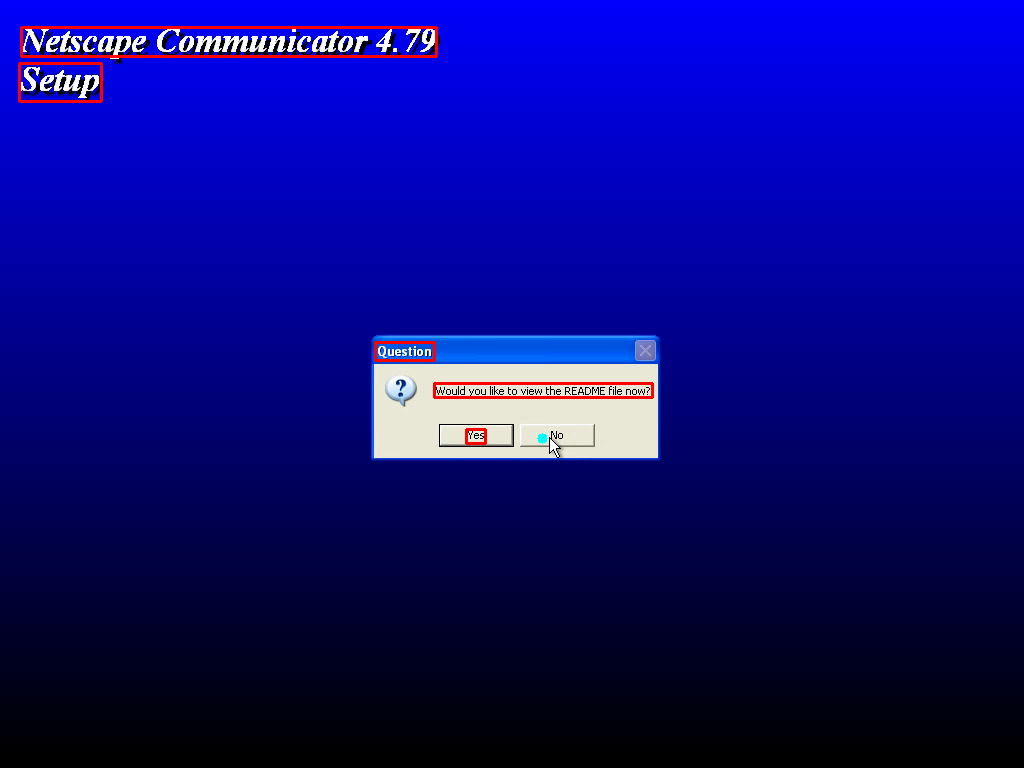 Netscape Communicator 4.79
Setup
Question
Would you like to view the README file now?
Yes
No